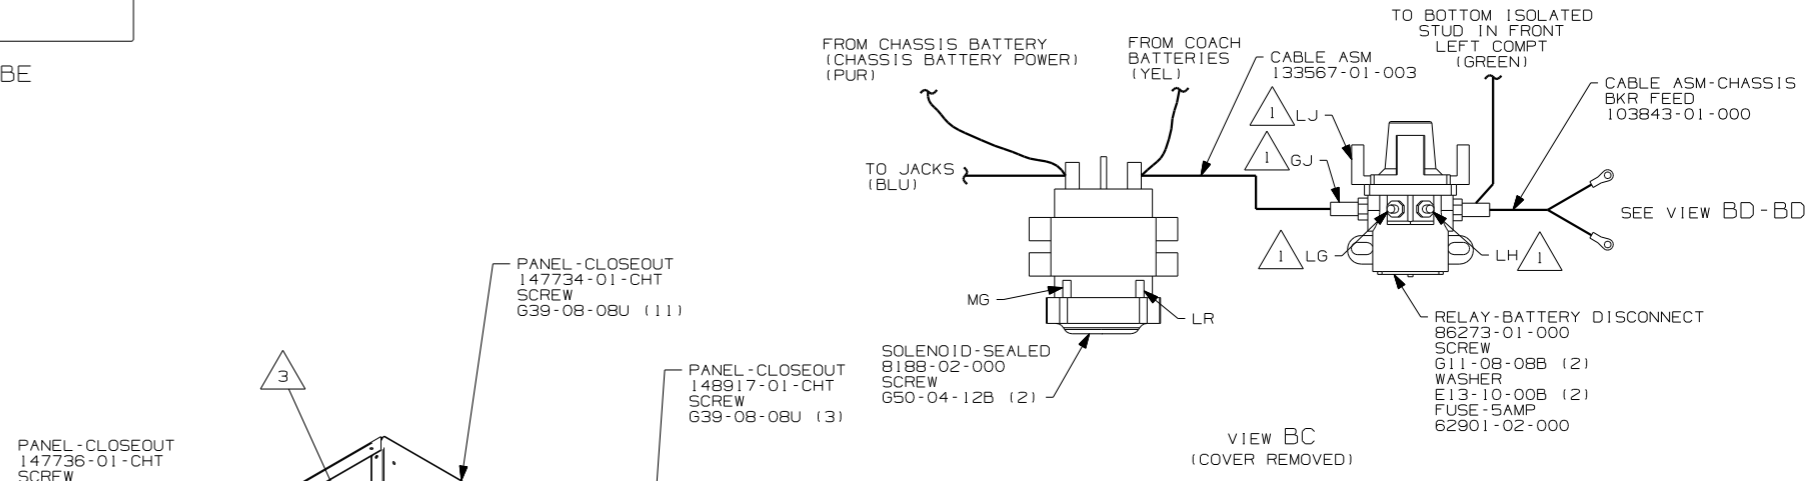 BE
FROM CHASSIS BATTERY
(CHASSIS BATTERY POWER)
(PUR)
FROM COACH
BATTERIES
(YEL)
CABLE ASM
133567-01-003
TO BOTTOM ISOLATED
STUD IN FRONT
LEFT COMPT
(GREEN)
CABLE ASM-CHASSIS
BKR FEED
103843-01-000
1
LJ
1
GJ
TO JACKS
(BLU)
SEE VIEW BD-BD
1
LG
LH
1
MG
LR
SOLENOID-SEALED
8188-02-000
SCREW
G50-04-12B (2)
RELAY-BATTERY DISCONNECT
86273-01-000
SCREW
G11-08-08B (2)
WASHER
E13-10-00B (2)
FUSE-5AMP
62901-02-000
VIEW BC
(COVER REMOVED)
PANEL-CLOSEOUT
147734-01-CHT
SCREW
G39-08-08U (11)
3
PANEL-CLOSEOUT
148917-01-CHT
SCREW
G39-08-08U (3)
PANEL-CLOSEOUT
147736-01-CHT
SCREW